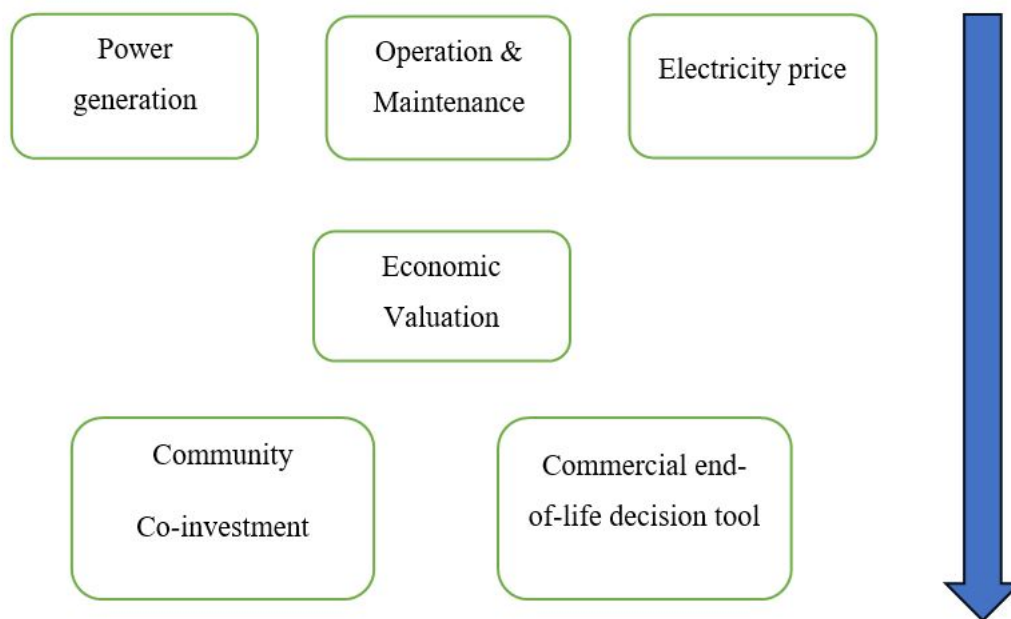 Power
generation
Operation &
Maintenance
Electricity price
Economic
Valuation
Community
Co-investment
Commercial end-
of-life decision tool